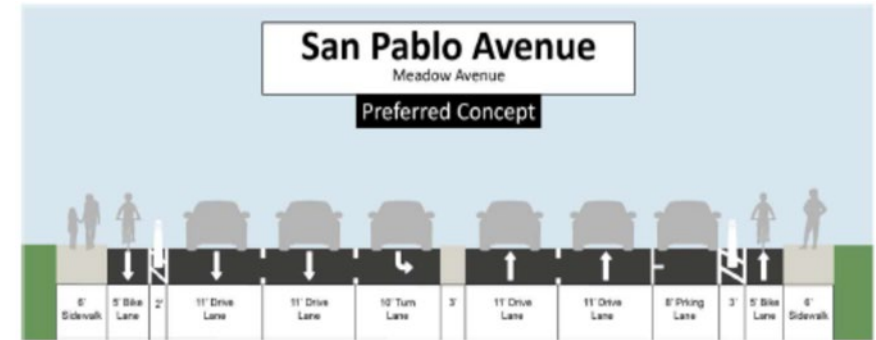 San Pablo Avenue
Meadow Avenue
Preferred Concept
6'
Sidewalk
5' Bike
Lane
2'
11' Drive
Lane
11' Drive
Lane
10' Turn
Lane
3'
11' Drive
Lane
11' Drive
Lane
8' Prking
Lane
3'
5' Bike
Lane
6'
Sidewalk